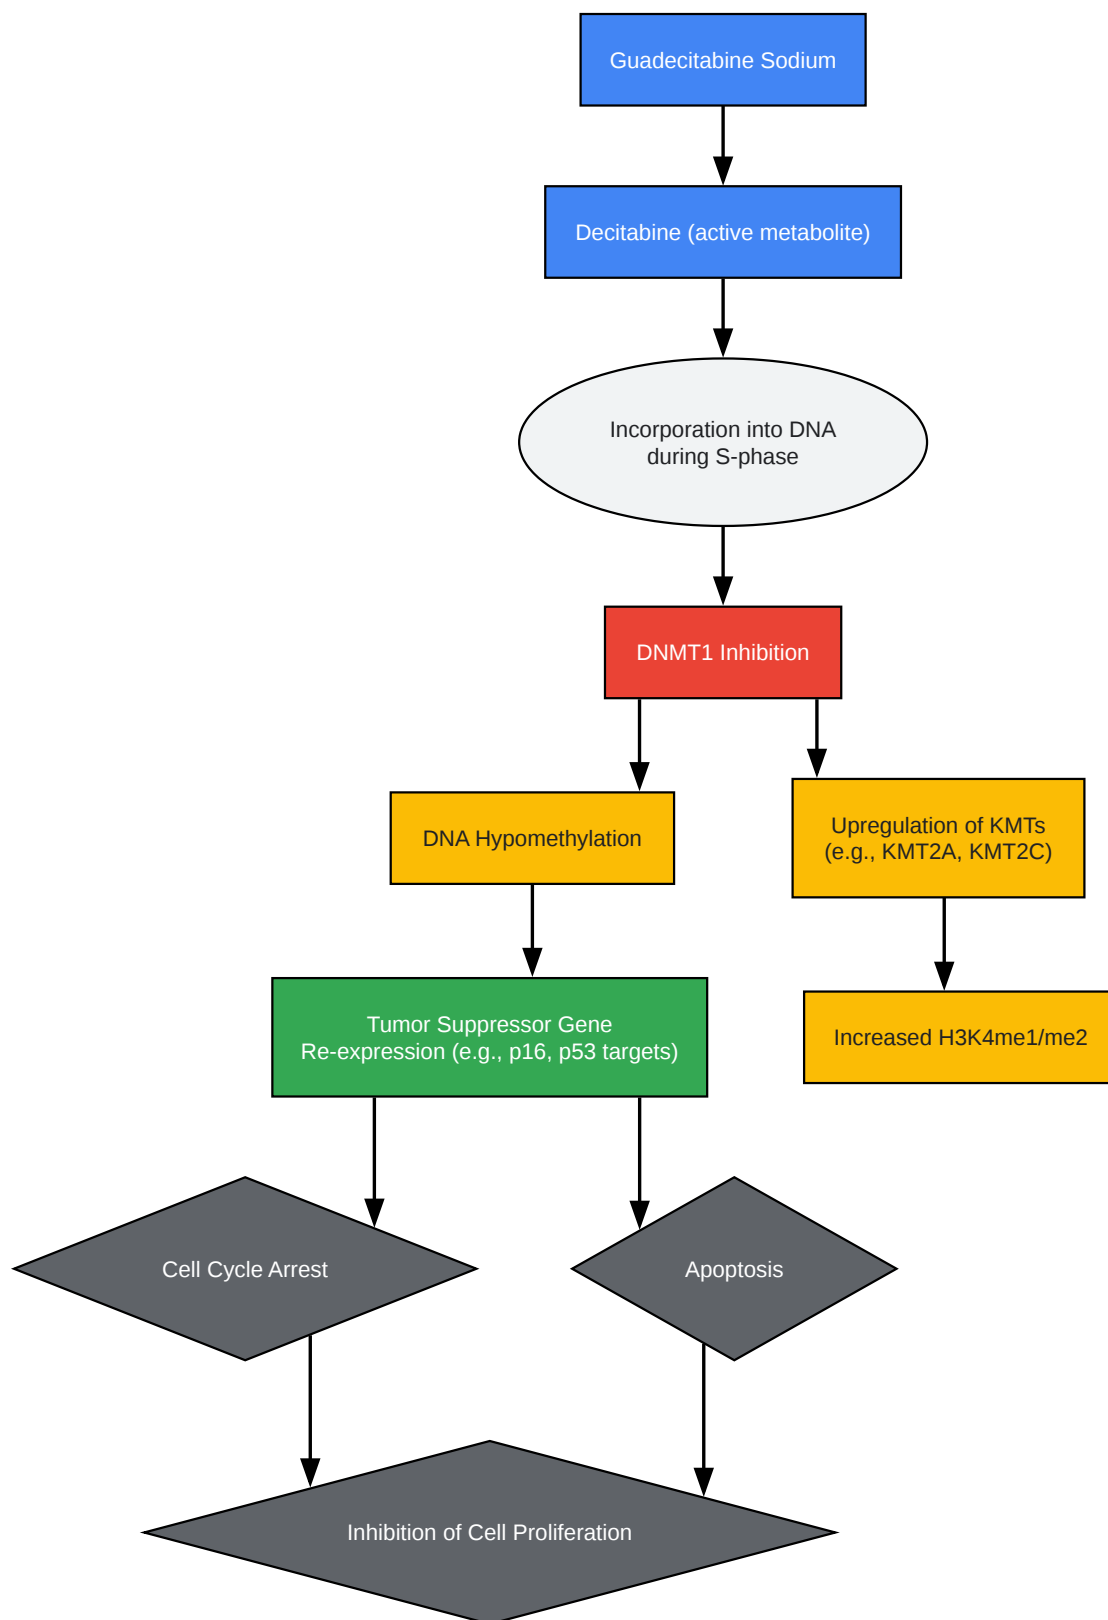 Guadecitabine Sodium
Decitabine (active metabolite)
Incorporation into DNA
during S-phase
DNMT1 Inhibition
DNA Hypomethylation
Upregulation of KMTs
(e.g., KMT2A, KMT2C)
Tumor Suppressor Gene
Re-expression (e.g., p16, p53 targets)
Increased H3K4me1/me2
Cell Cycle Arrest
Apoptosis
Inhibition of Cell Proliferation